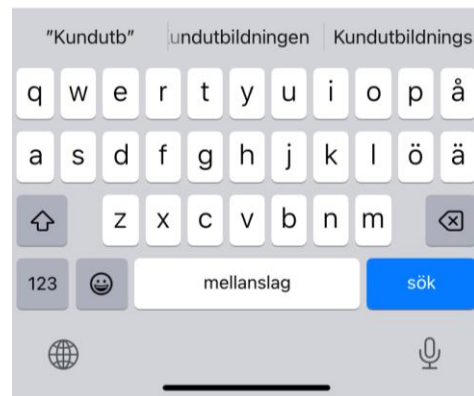 "Kundutb" undutbildningen Kundutbildnings
q w e r t y u i o p å
a s d f g h j k l ö ä
z x c v b n m
123 mellanslag sök